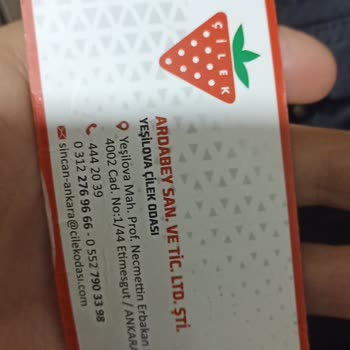 ÇİLEK
ARDABEY SAN. VE TİC. LTD. ŞTİ.
YEŞİLOVA ÇİLEK ODASI
Yeşilova Mah. Prof. Necmettin Erbakan
4002 Cad. No:1/44 Etimesgut / ANKARA
444 20 39
0 312 276 96 66 - 0 552 790 33 98
sincan-ankara@cilekodasi.com